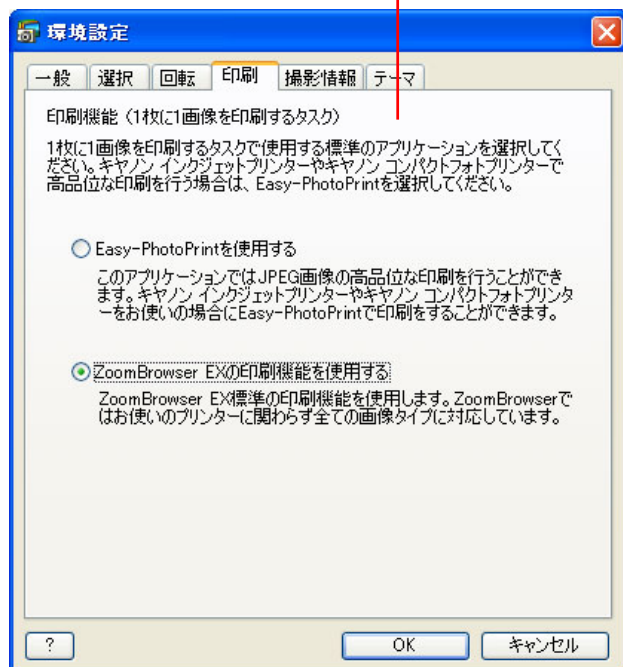 環境設定
一般 選択 回転 印刷 撮影情報 テーマ
印刷機能（1枚に1画像を印刷するタスク）
1枚に1画像を印刷するタスクで使用する標準のアプリケーションを選択してく
ださい。キヤノン インクジェットプリンターやキヤノン コンパクトフォトプリンターで
高品位な印刷を行う場合は、Easy-PhotoPrintを選択してください。
Easy-PhotoPrintを使用する
このアプリケーションではJPEG画像の高品位な印刷を行うことができ
ます。キヤノン インクジェットプリンターやキヤノン コンパクトフォトプリンタ
ーをお使いの場合にEasy-PhotoPrintで印刷をすることができます。
ZoomBrowser EXの印刷機能を使用する
ZoomBrowser EX標準の印刷機能を使用します。ZoomBrowserで
はお使いのプリンターに関わらず全ての画像タイプに対応しています。
? OK キャンセル